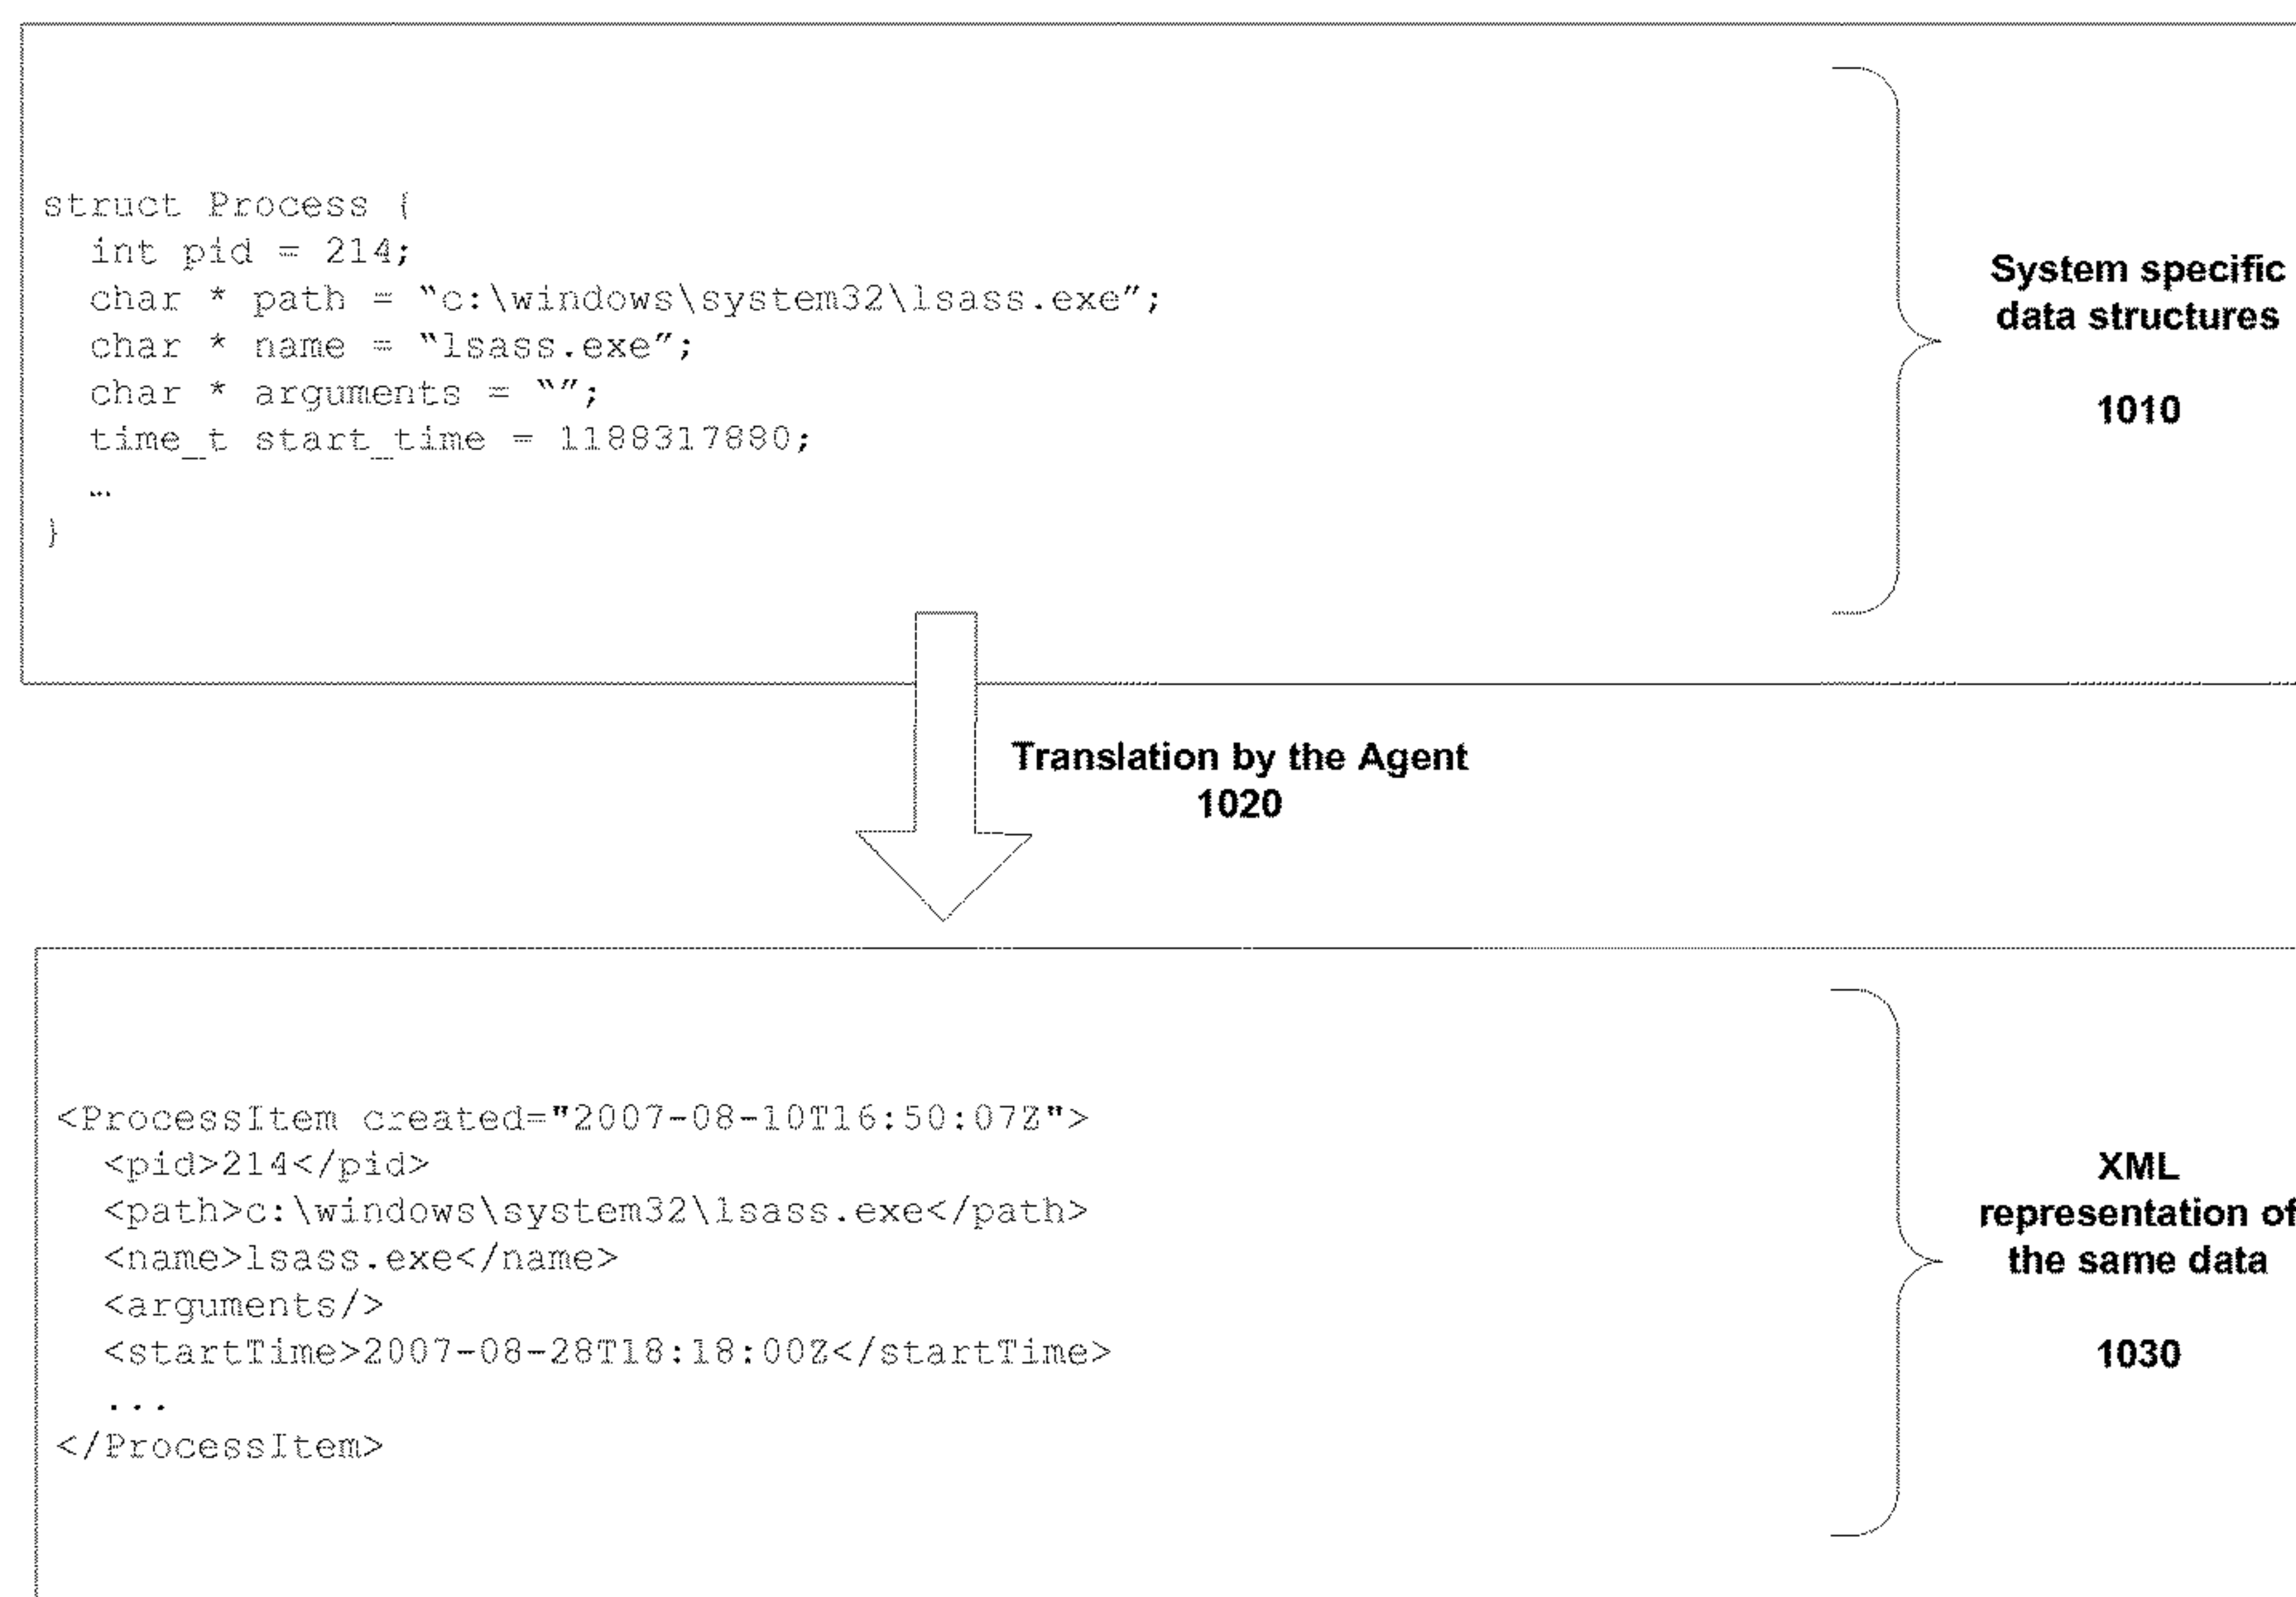 struct Process {
int pid = 214;
char * path = “c:\windows\system32\lsass.exe”;
char * name = “lsass.exe”;
char * arguments = “”;
time_t start_time = 1188317880;
…
}
System specific
data structures
1010
Translation by the Agent
1020
<ProcessItem created="2007-08-10T16:50:07Z">
<pid>214</pid>
<path>c:\windows\system32\lsass.exe</path>
<name>lsass.exe</name>
<arguments/>
<startTime>2007-08-28T18:18:00Z</startTime>
...
</ProcessItem>
XML
representation of
the same data
1030